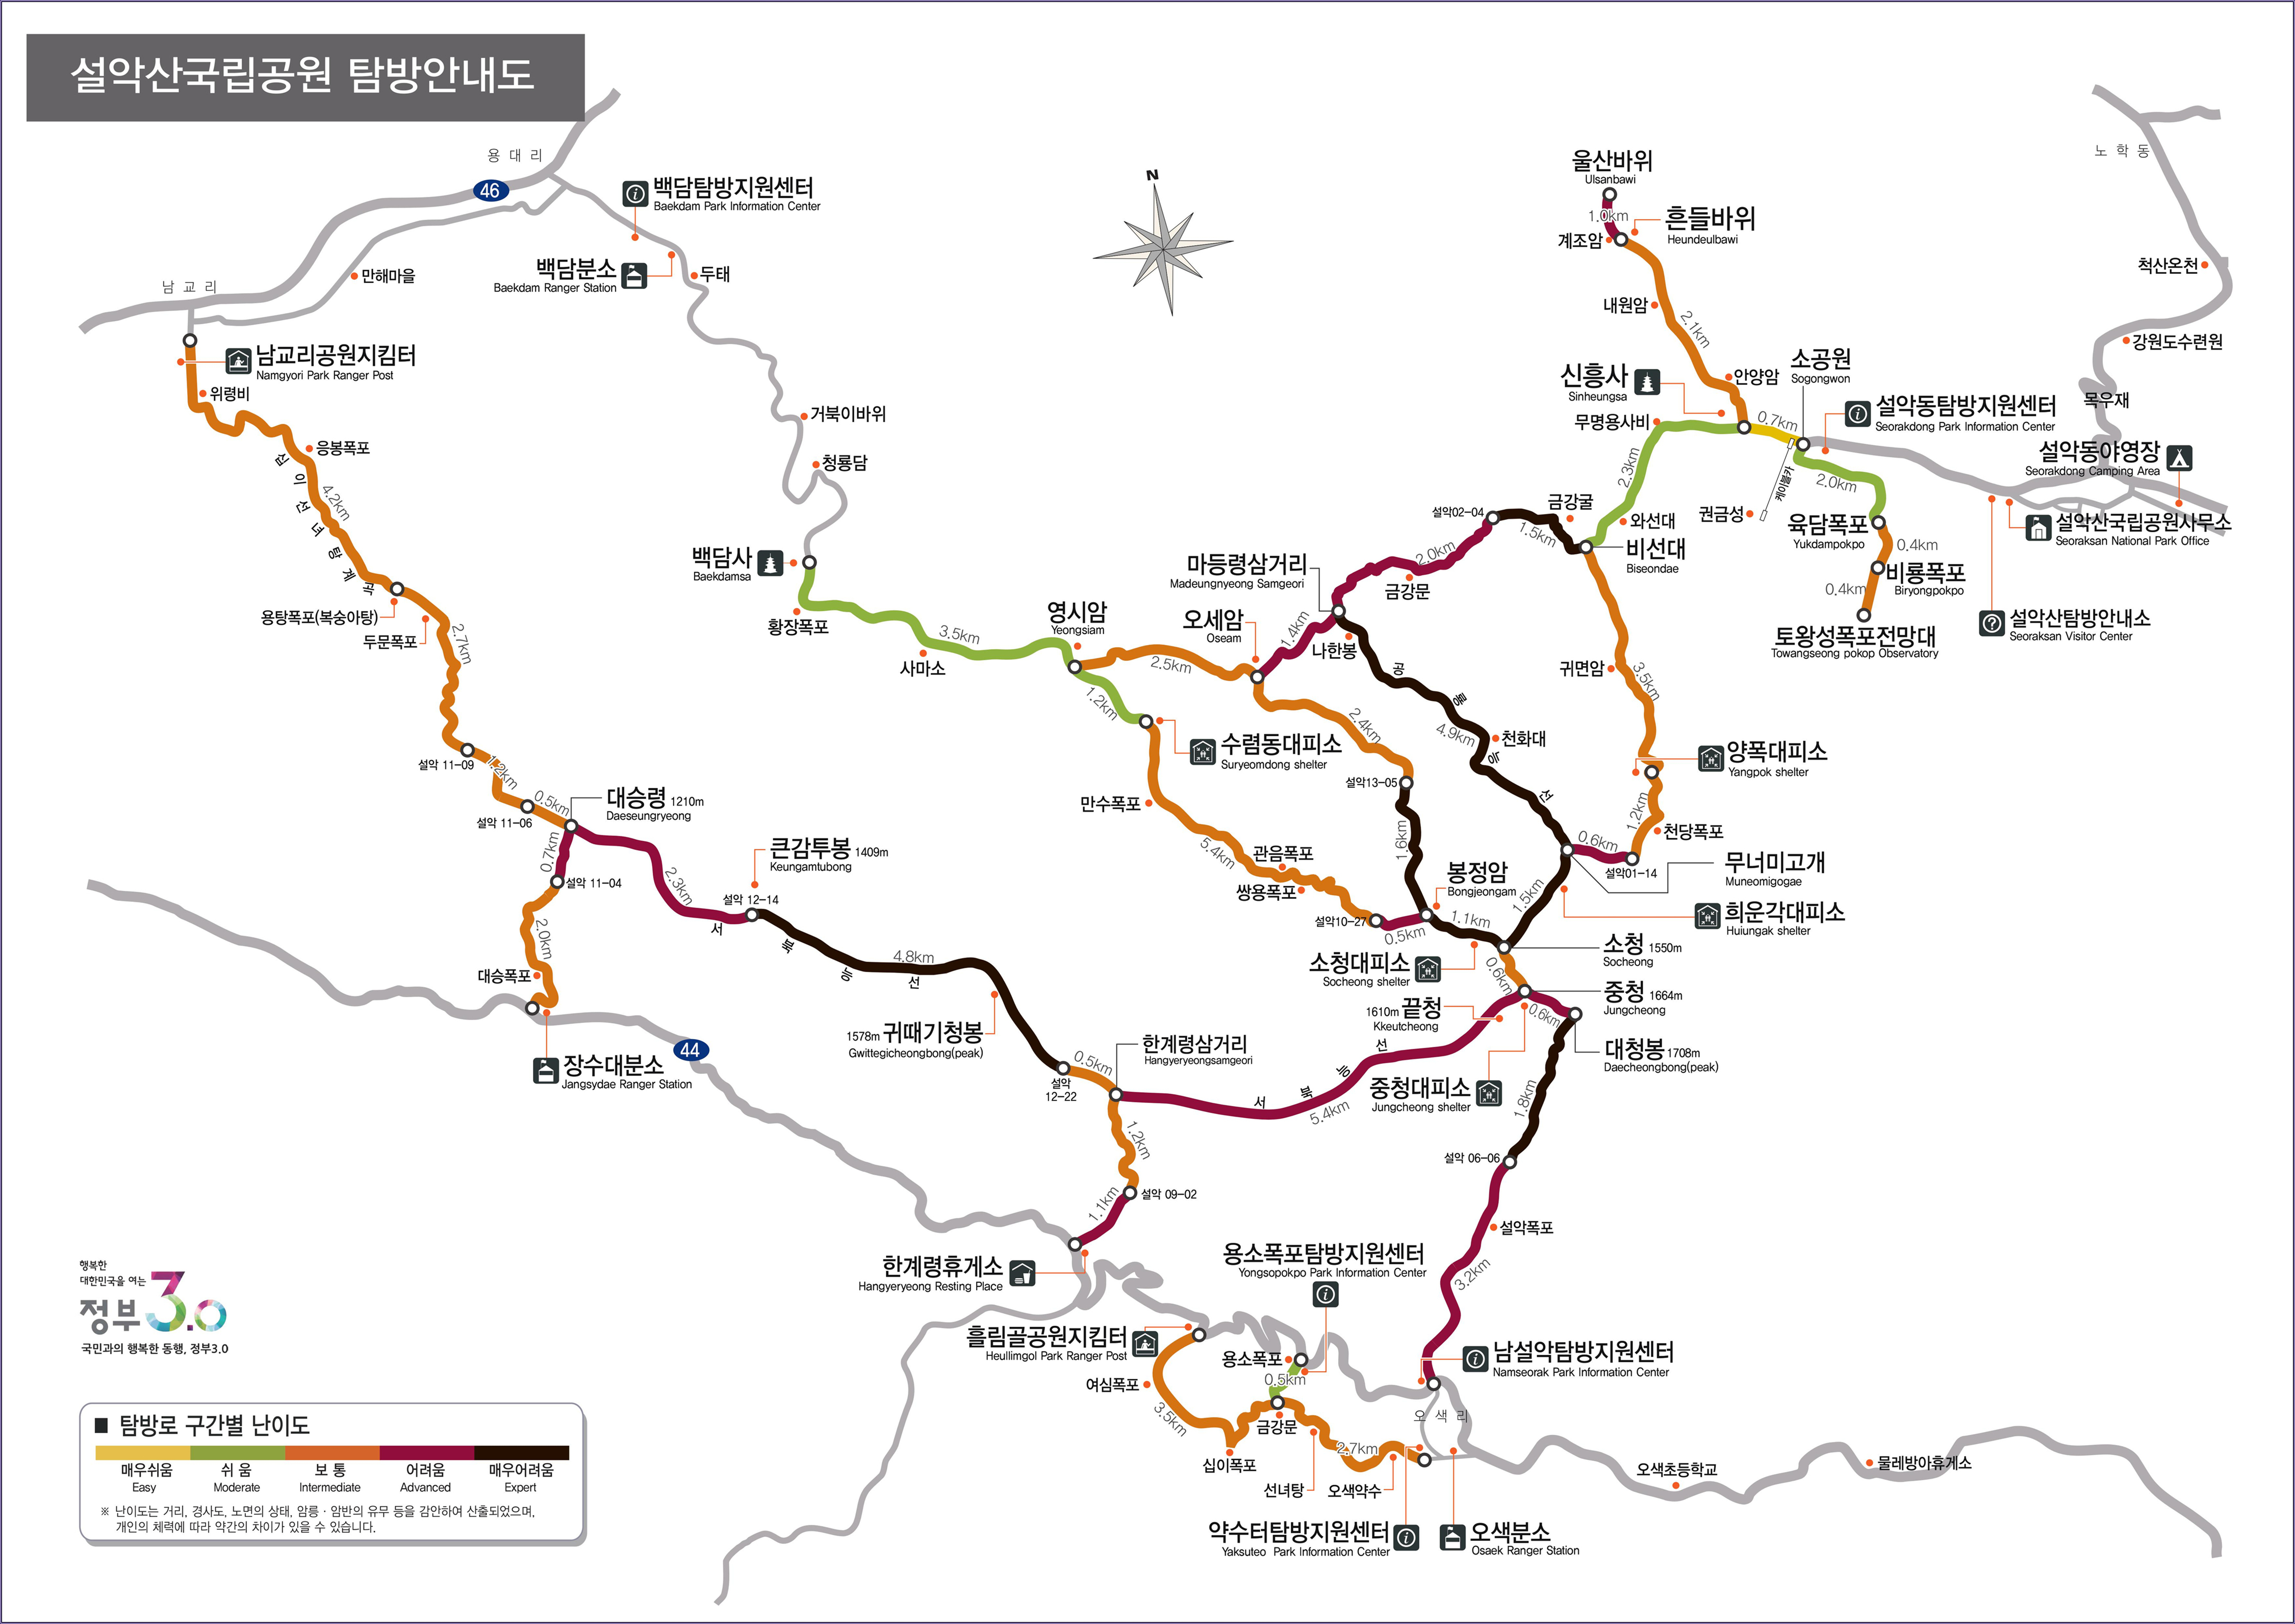 설악산국립공원 탐방안내도
용 대 리
46
백담탐방지원센터
Baekdam Park Information Center
백담분소
Baekdam Ranger Station
두태
만해마을
남 교 리
남교리공원지킴터
Namgyori Park Ranger Post
위령비
응봉폭포
십 이 선 녀 탕 계 곡
4.2km
용탕폭포(복숭아탕)
두문폭포
2.7km
설악 11-09
1.2km
설악 11-06
0.5km
대승령 1210m
Daeseungryeong
0.7km
설악 11-04
2.0km
대승폭포
장수대분소
Jangsydae Ranger Station
44
2.3km
큰감투봉 1409m
Keungamtubong
설악 12-14
서 북 능 선
4.8km
1578m 귀때기청봉
Gwittegicheongbong(peak)
설악
12-22
0.5km
한계령삼거리
Hangyeryeongsamgeori
1.2km
설악 09-02
1.1km
한계령휴게소
Hangyeryeong Resting Place
거북이바위
청룡담
백담사
Baekdamsa
황장폭포
3.5km
사마소
영시암
Yeongsiam
1.2km
2.5km
오세암
Oseam
1.4km
수렴동대피소
Suryeomdong shelter
만수폭포
5.4km
관음폭포
쌍용폭포
설악10-27
0.5km
2.4km
설악13-05
1.6km
봉정암
Bongjeongam
1.1km
소청대피소
Socheong shelter
N
마등령삼거리
Madeungnyeong Samgeori
나한봉
금강문
2.0km
설악02-04
1.5km
금강굴
공 룡 능 선
4.9km
천화대
울산바위
Ulsanbawi
1.0km
흔들바위
Heundeulbawi
계조암
내원암
2.1km
안양암
신흥사
Sinheungsa
무명용사비
0.7km
소공원
Sogongwon
설악동탐방지원센터
Seorakdong Park Information Center
2.3km
와선대
비선대
Biseondae
권금성
케이블카
2.0km
육담폭포
Yukdampokpo
0.4km
비룡폭포
Biryongpokpo
0.4km
토왕성폭포전망대
Towangseong pokop Observatory
노 학 동
척산온천
강원도수련원
목우재
설악동야영장
Seorakdong Camping Area
설악산국립공원사무소
Seoraksan National Park Office
설악산탐방안내소
Seoraksan Visitor Center
귀면암
3.5km
양폭대피소
Yangpok shelter
1.2km
천당폭포
0.6km
설악01-14
무너미고개
Muneomigogae
1.5km
희운각대피소
Huiungak shelter
소청 1550m
Socheong
0.6km
중청 1664m
Jungcheong
1610m 끝청
Kkeutcheong
0.6km
대청봉 1708m
Daecheongbong(peak)
중청대피소
Jungcheong shelter
서 북 능 선
5.4km
1.8km
설악 06-06
설악폭포
3.2km
남설악탐방지원센터
Namseorak Park Information Center
용소폭포탐방지원센터
Yongsopokpo Park Information Center
흘림골공원지킴터
Heullimgol Park Ranger Post
여심폭포
3.5km
용소폭포
0.5km
금강문
십이폭포
선녀탕
2.7km
오색약수
오 색 리
약수터탐방지원센터
Yaksuteo Park Information Center
오색분소
Osaek Ranger Station
오색초등학교
물레방아휴게소
행복한
대한민국을 여는
정부3.0
국민과의 행복한 동행, 정부3.0
■ 탐방로 구간별 난이도
매우쉬움 쉬 움 보 통 어려움 매우어려움
Easy Moderate Intermediate Advanced Expert
※ 난이도는 거리, 경사도, 노면의 상태, 암릉 · 암반의 유무 등을 감안하여 산출되었으며,
개인의 체력에 따라 약간의 차이가 있을 수 있습니다.